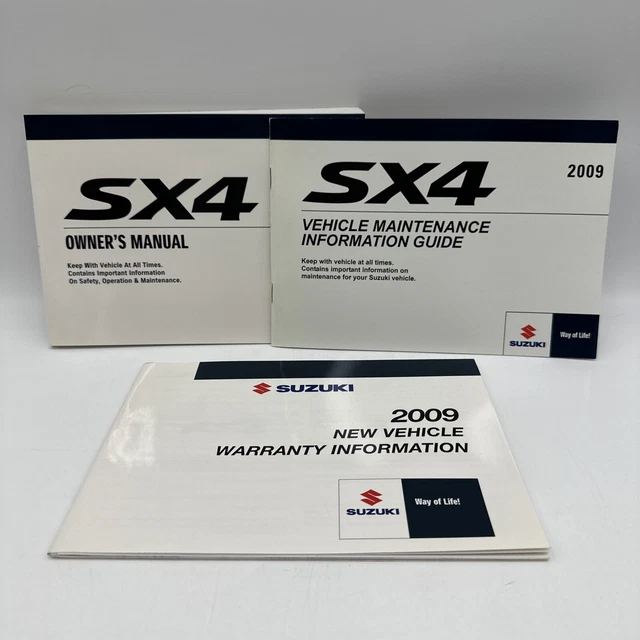 SX4
OWNER'S MANUAL
Keep With Vehicle At All Times.
Contains Important Information
On Safety, Operation & Maintenance.
SX4
2009
VEHICLE MAINTENANCE
INFORMATION GUIDE
Keep with vehicle at all times.
Contains important information on
maintenance for your Suzuki vehicle.
SUZUKI
Way of Life!
SUZUKI
2009
NEW VEHICLE
WARRANTY INFORMATION
SUZUKI
Way of Life!